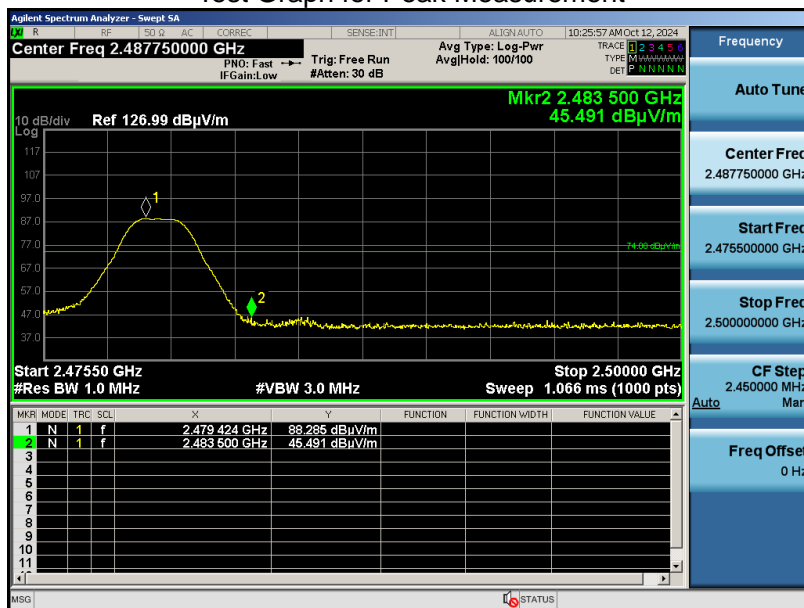 Test Graph for Peak Measurement
Agilent Spectrum Analyzer - Swept SA
LXI R RF 50 Ω AC CORREC SENSE:INT ALIGN AUTO 10:25:57 AM Oct 12, 2024
Center Freq 2.487750000 GHz
PNO: Fast
IFGain:Low
Trig: Free Run
#Atten: 30 dB
Avg Type: Log-Pwr
Avg|Hold: 100/100
TRACE 1 2 3 4 5 6
TYPE M WWWWW
DET P N N N N N
Mkr2 2.483 500 GHz
45.491 dBµV/m
10 dB/div Ref 126.99 dBµV/m
Log
117
107
97.0
87.0
77.0
67.0
57.0
47.0
37.0
1
2
74.00 dBµV/m
Start 2.47550 GHz Stop 2.50000 GHz
#Res BW 1.0 MHz #VBW 3.0 MHz Sweep 1.066 ms (1000 pts)
MKR MODE TRC SCL X Y FUNCTION FUNCTION WIDTH FUNCTION VALUE
1 N 1 f 2.479 424 GHz 88.285 dBµV/m
2 N 1 f 2.483 500 GHz 45.491 dBµV/m
3
4
5
6
7
8
9
10
11
MSG STATUS
Frequency
Auto Tune
Center Freq
2.487750000 GHz
Start Freq
2.475500000 GHz
Stop Freq
2.500000000 GHz
CF Step
2.450000 MHz
Auto Man
Freq Offset
0 Hz